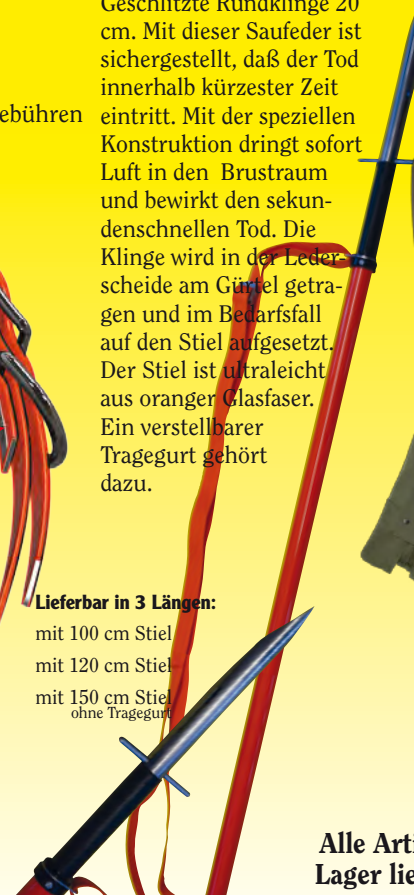 Geschlitzte Rundklinge 20
cm. Mit dieser Saufeder ist
sichergestellt, daß der Tod
innerhalb kürzester Zeit
eintritt. Mit der speziellen
Konstruktion dringt sofort
Luft in den Brustraum
und bewirkt den sekun-
denschnellen Tod. Die
Klinge wird in der Leder-
scheide am Gürtel getra-
gen und im Bedarfsfall
auf den Stiel aufgesetzt.
Der Stiel ist ultraleicht
aus oranger Glasfaser.
Ein verstellbarer
Tragegurt gehört
dazu.
Lieferbar in 3 Längen:
mit 100 cm Stiel
mit 120 cm Stiel
mit 150 cm Stiel
ohne Tragegurt
Alle
Lager